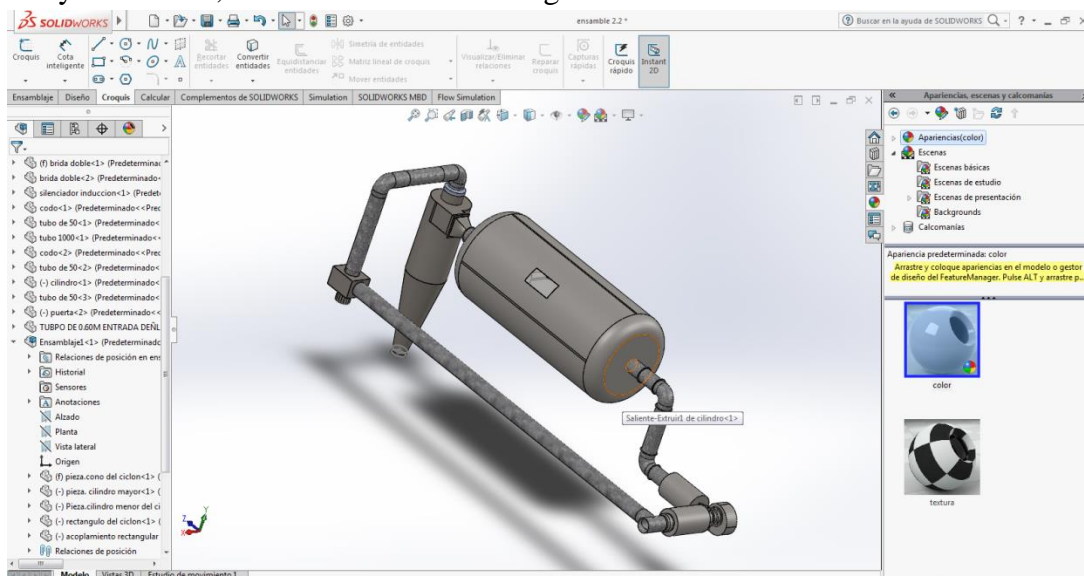 SOLIDWORKS
ensamble 2.2 *
Buscar en la ayuda de SOLIDWORKS
Croquis
Cota inteligente
Recortar entidades
Convertir entidades
Equidistanciar entidades
Simetría de entidades
Matriz lineal de croquis
Mover entidades
Visualizar/Eliminar relaciones
Reparar croquis
Capturas rápidas
Croquis rápido
Instant 2D
Ensamblaje Diseño Croquis Calcular Complementos de SOLIDWORKS Simulation SOLIDWORKS MBD Flow Simulation
(f) brida doble<1> (Predeterminac
brida doble<2> (Predeterminado
silenciador induccion<1> (Predet
codo<1> (Predeterminado<<Prec
tubo de 50<1> (Predeterminado<
tubo 1000<1> (Predeterminado<
codo<2> (Predeterminado<<Prec
tubo de 50<2> (Predeterminado<
(-) cilindro<1> (Predeterminado<
tubo de 50<3> (Predeterminado<
(-) puerta<2> (Predeterminado<<
TUBPO DE 0.60M ENTRADA DEÑL
Ensamblaje1<1> (Predeterminado
Relaciones de posición en ens
Historial
Sensores
Anotaciones
Alzado
Planta
Vista lateral
Origen
(f) pieza.cono del ciclon<1> (
(-) pieza. cilindro mayor<1> (
(-) Pieza.cilindro menor del ci
(-) rectangulo del ciclon<1> (
(-) acoplamiento rectangular
Relaciones de posición
Modelo Vistas 3D Estudio de movimiento 1
Saliente-Extruir1 de cilindro<1>
Z Y X
Apariencias, escenas y calcomanías
Apariencias(color)
Escenas
Escenas básicas
Escenas de estudio
Escenas de presentación
Backgrounds
Calcomanías
Apariencia predeterminada: color
Arrastre y coloque apariencias en el modelo o gestor
de diseño del FeatureManager. Pulse ALT y arrastre p...
color
textura